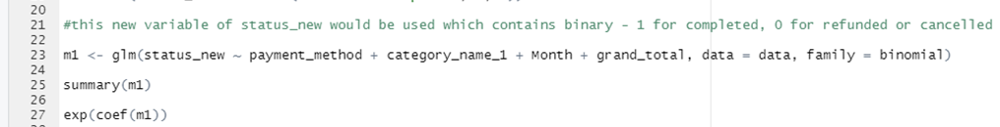 20
21 #this new variable of status_new would be used which contains binary - 1 for completed, 0 for refunded or cancelled
22
23 m1 <- glm(status_new ~ payment_method + category_name_1 + Month + grand_total, data = data, family = binomial)
24
25 summary(m1)
26
27 exp(coef(m1))